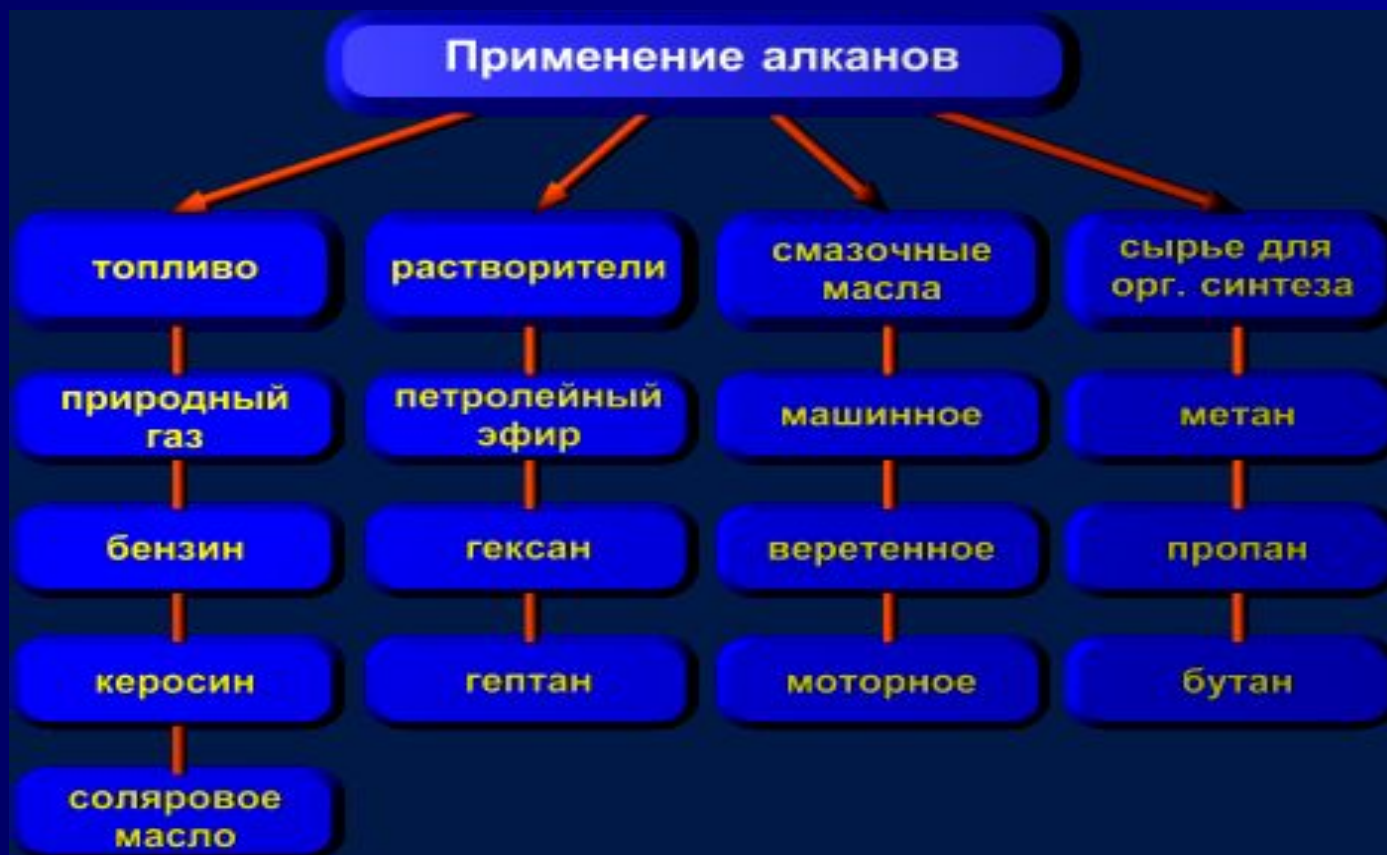 Применение алканов
топливо
природный
газ
бензин
керосин
соляровое
масло
растворители
петролейный
эфир
гексан
гептан
смазочные
масла
машинное
веретенное
моторное
сырье для
орг. синтеза
метан
пропан
бутан